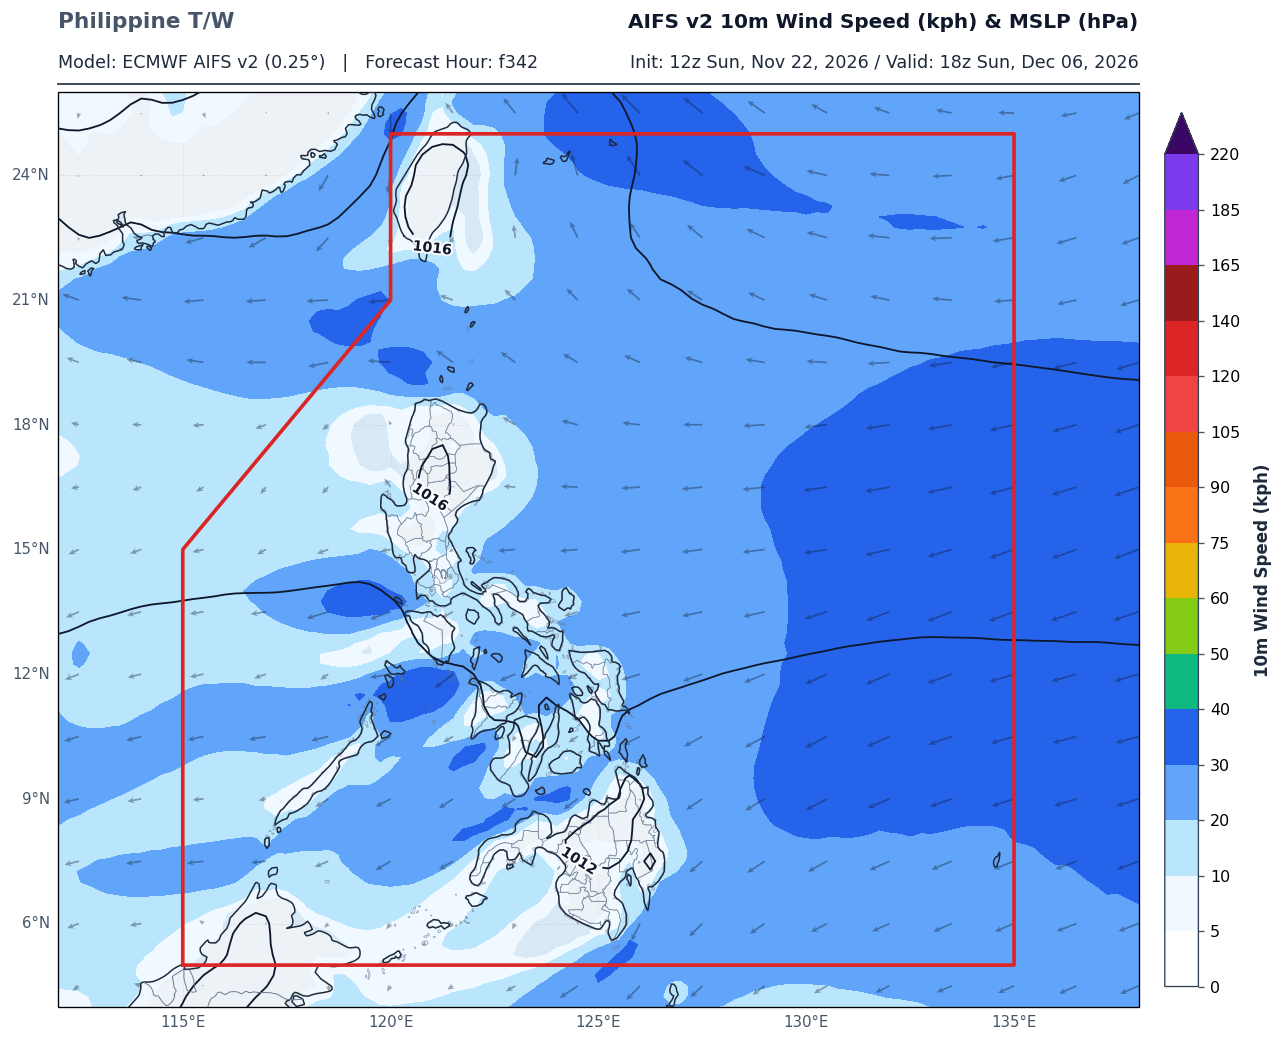 Philippine T/W
AIFS v2 10m Wind Speed (kph) & MSLP (hPa)
Model: ECMWF AIFS v2 (0.25°) | Forecast Hour: f342
Init: 12z Sun, Nov 22, 2026 / Valid: 18z Sun, Dec 06, 2026
24°N
21°N
18°N
15°N
12°N
9°N
6°N
1016
1016
1012
115°E
120°E
125°E
130°E
135°E
220
185
165
140
120
105
90
75
60
50
40
30
20
10
5
0
10m Wind Speed (kph)